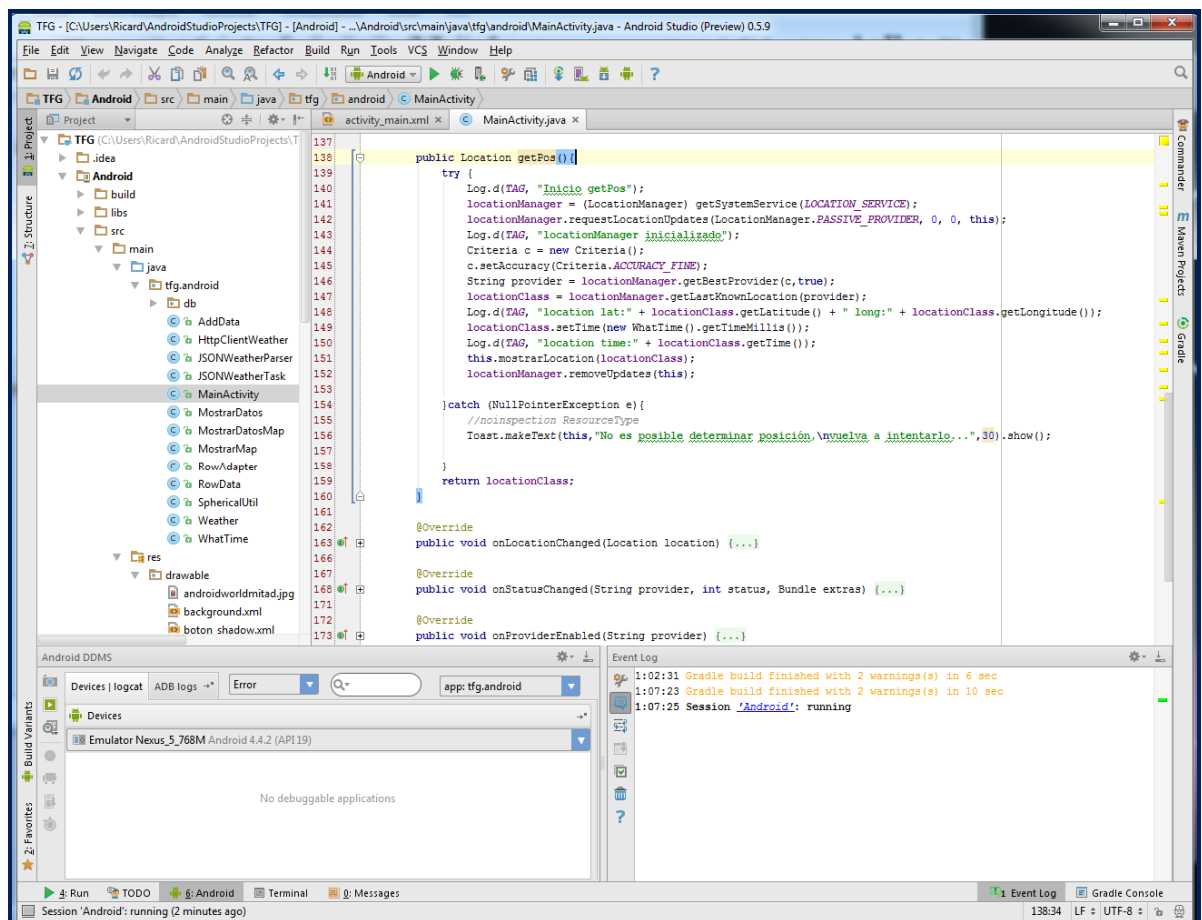 TFG - [C:\Users\Ricard\AndroidStudioProjects\TFG] - [Android] - ...\Android\src\main\java\tfg\android\MainActivity.java - Android Studio (Preview) 0.5.9
File Edit View Navigate Code Analyze Refactor Build Run Tools VCS Window Help
Android
TFG Android src main java tfg android MainActivity
1: Project
2: Structure
Build Variants
2: Favorites
Project
TFG (C:\Users\Ricard\AndroidStudioProjects\T
.idea
Android
build
libs
src
main
java
tfg.android
db
AddData
HttpClientWeather
JSONWeatherParser
JSONWeatherTask
MainActivity
MostrarDatos
MostrarDatosMap
MostrarMap
RowAdapter
RowData
SphericalUtil
Weather
WhatTime
res
drawable
androidworldmitad.jpg
background.xml
boton_shadow.xml
activity_main.xml × MainActivity.java ×
137
138 public Location getPos(){
139 try {
140 Log.d(TAG, "Inicio getPos");
141 locationManager = (LocationManager) getSystemService(LOCATION_SERVICE);
142 locationManager.requestLocationUpdates(LocationManager.PASSIVE_PROVIDER, 0, 0, this);
143 Log.d(TAG, "locationManager inicializado");
144 Criteria c = new Criteria();
145 c.setAccuracy(Criteria.ACCURACY_FINE);
146 String provider = locationManager.getBestProvider(c,true);
147 locationClass = locationManager.getLastKnownLocation(provider);
148 Log.d(TAG, "location lat:" + locationClass.getLatitude() + " long:" + locationClass.getLongitude());
149 locationClass.setTime(new WhatTime().getTimeMillis());
150 Log.d(TAG, "location time:" + locationClass.getTime());
151 this.mostrarLocation(locationClass);
152 locationManager.removeUpdates(this);
153
154 }catch (NullPointerException e){
155 //noinspection ResourceType
156 Toast.makeText(this,"No es posible determinar posición,\nvuelva a intentarlo...",30).show();
157
158 }
159 return locationClass;
160 }
161
162 @Override
163 public void onLocationChanged(Location location) {...}
166
167 @Override
168 public void onStatusChanged(String provider, int status, Bundle extras) {...}
171
172 @Override
173 public void onProviderEnabled(String provider) {...}
Commander
Maven Projects
Gradle
Android DDMS
Devices | logcat ADB logs Error app: tfg.android
Devices
Emulator Nexus_5_768M Android 4.4.2 (API 19)
No debuggable applications
Event Log
1:02:31 Gradle build finished with 2 warnings(s) in 6 sec
1:07:23 Gradle build finished with 2 warnings(s) in 10 sec
1:07:25 Session 'Android': running
4: Run TODO 6: Android Terminal 0: Messages 1 Event Log Gradle Console
Session 'Android': running (2 minutes ago) 138:34 LF UTF-8